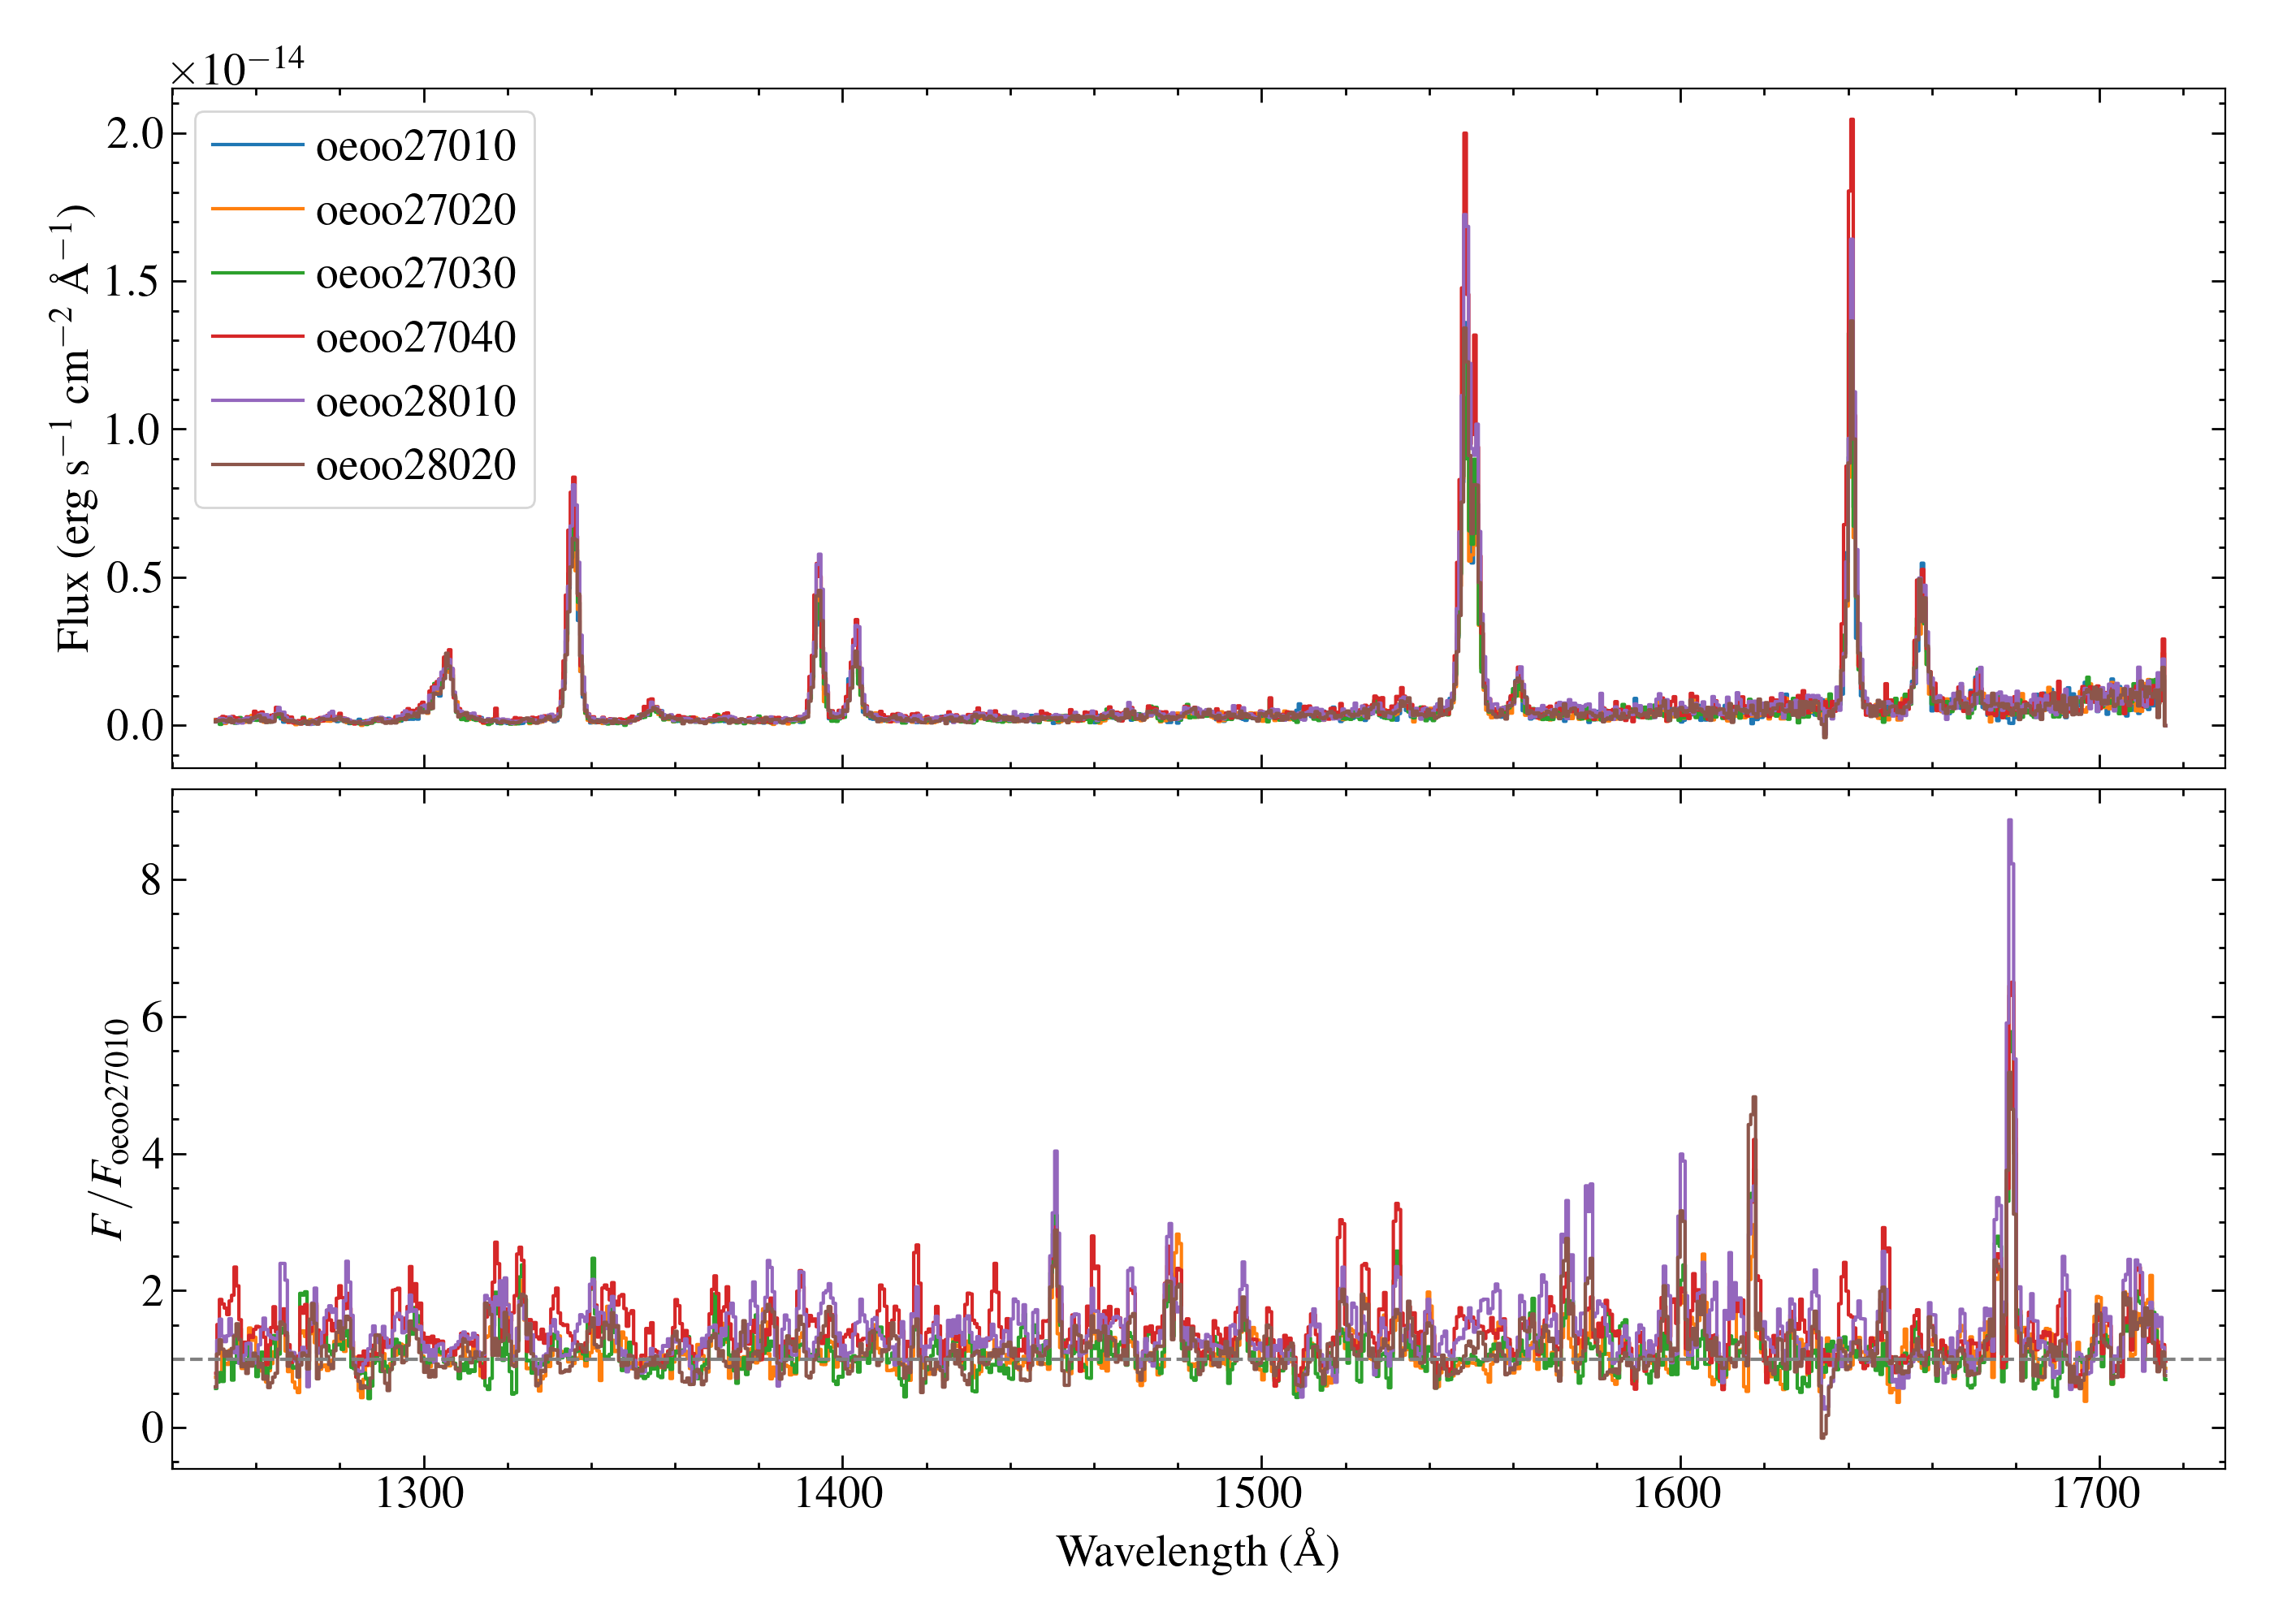 ×10⁻¹⁴
Flux (erg s⁻¹ cm⁻² Å⁻¹)
2.0
1.5
1.0
0.5
0.0
oeoo27010
oeoo27020
oeoo27030
oeoo27040
oeoo28010
oeoo28020
F/F_oeoo27010
8
6
4
2
0
1300 1400 1500 1600 1700
Wavelength (Å)